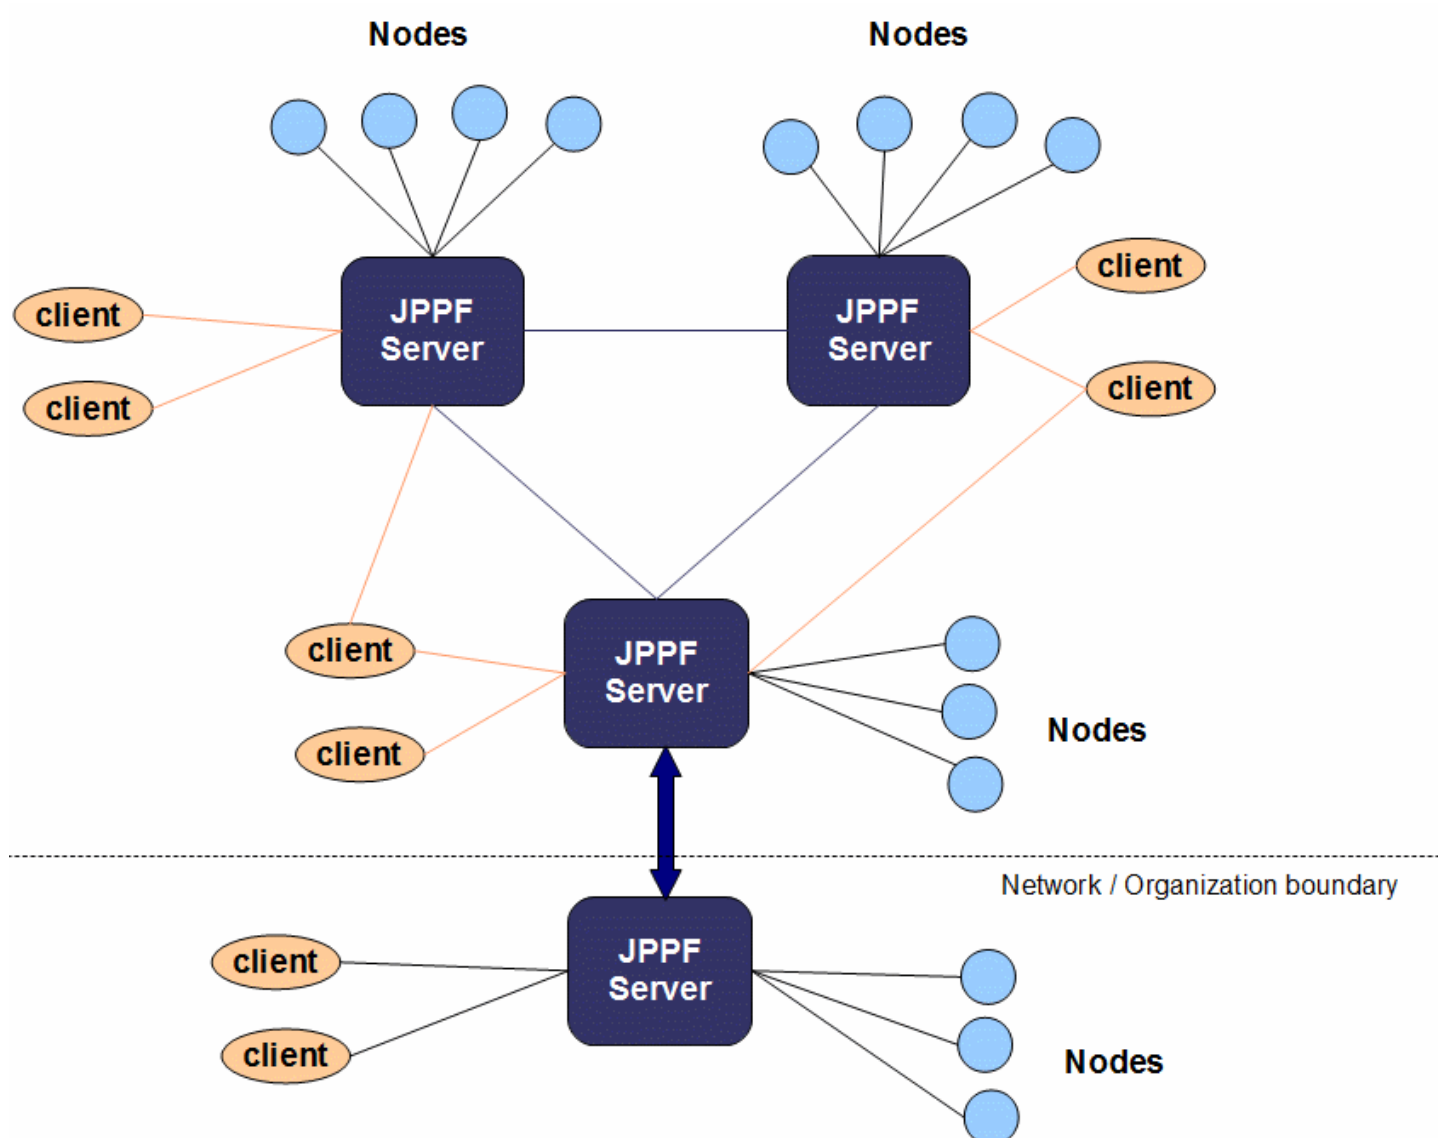 Nodes
Nodes
client
JPPF
Server
JPPF
Server
client
client
client
client
JPPF
Server
client
Nodes
Network / Organization boundary
client
JPPF
Server
client
Nodes